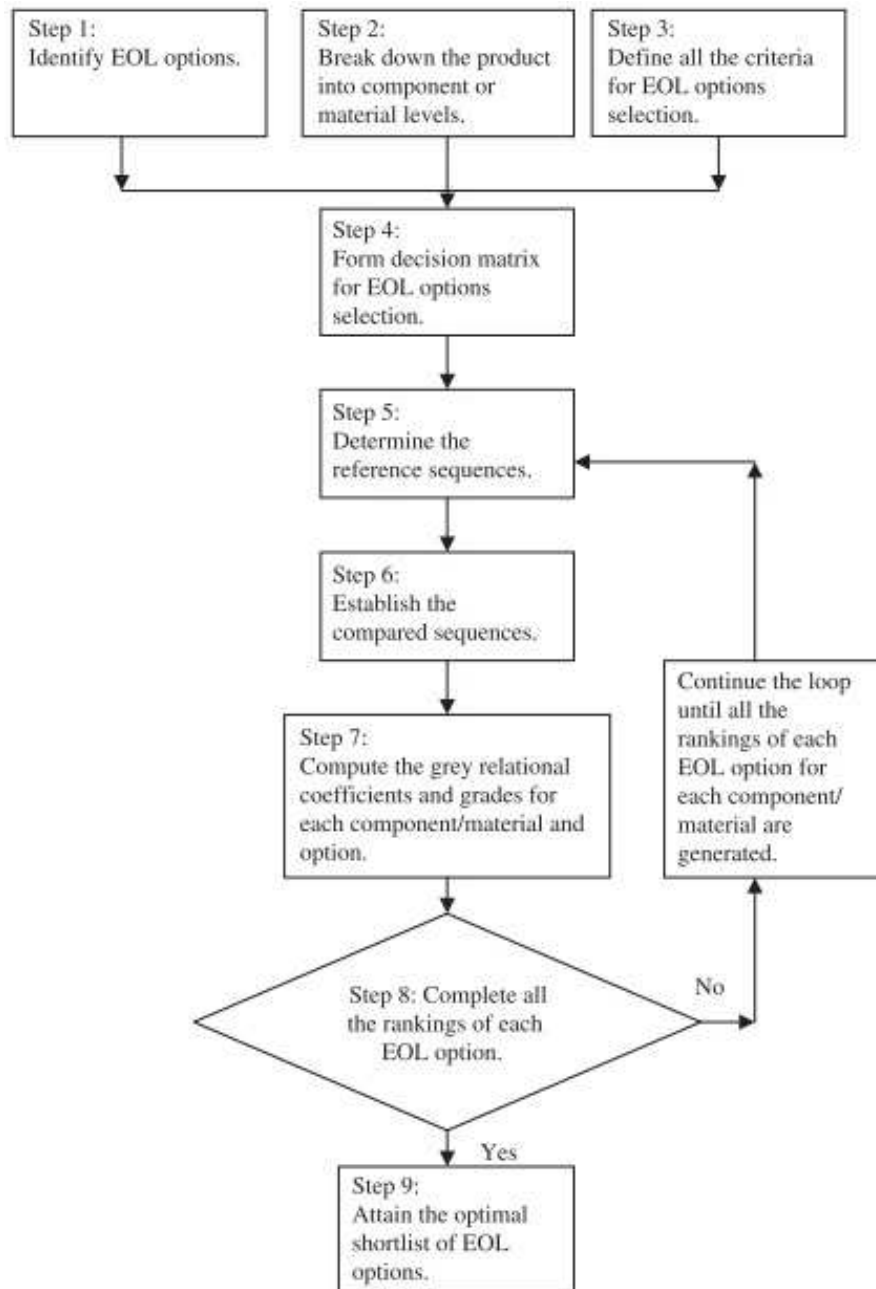 Step 1:
Identify EOL options.
Step 2:
Break down the product
into component or
material levels.
Step 3:
Define all the criteria
for EOL options
selection.
Step 4:
Form decision matrix
for EOL options
selection.
Step 5:
Determine the
reference sequences.
Step 6:
Establish the
compared sequences.
Step 7:
Compute the grey relational
coefficients and grades for
each component/material and
option.
Continue the loop
until all the
rankings of each
EOL option for
each component/
material are
generated.
Step 8: Complete all
the rankings of each
EOL option.
No
Yes
Step 9:
Attain the optimal
shortlist of EOL
options.